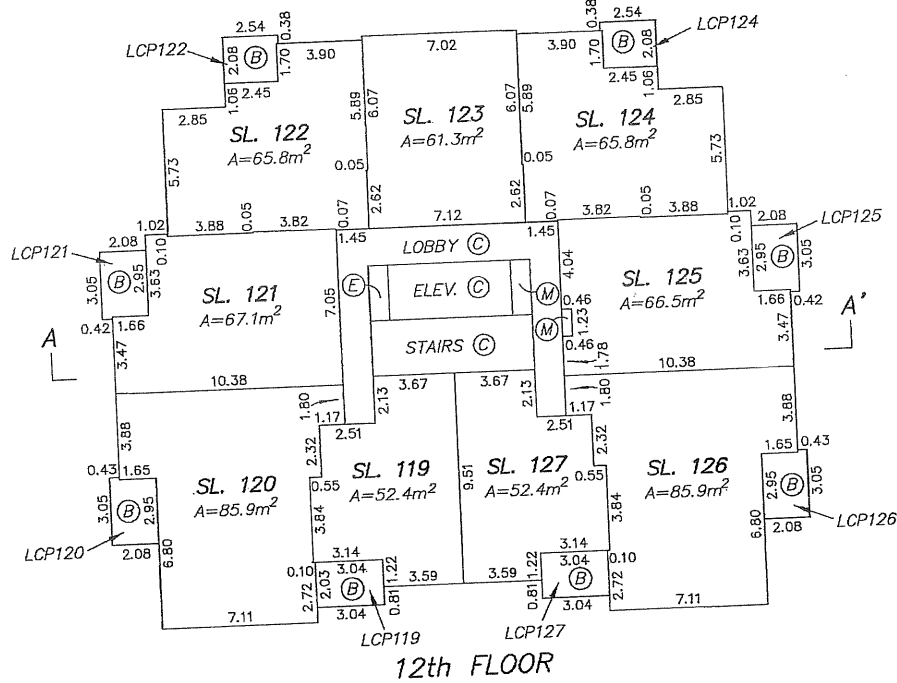 2.54
0.38
LCP122
2.08
B
1.70
3.90
7.02
3.90
0.38
2.54
1.70
B
2.08
LCP124
2.45
1.06
2.45
1.06
2.85
SL. 122
A=65.8m²
5.89
6.07
SL. 123
A=61.3m²
6.07
5.89
SL. 124
A=65.8m²
2.85
5.73
0.05
0.05
5.73
2.62
2.62
1.02
3.88
0.05
3.82
0.07
7.12
0.07
3.82
0.05
3.88
1.02
2.08
0.10
1.45
LOBBY C
1.45
0.10
2.08
LCP125
LCP121
3.05
B
2.95
3.63
SL. 121
A=67.1m²
7.05
E
ELEV. C
M
4.04
0.46
1.23
M
0.46
SL. 125
A=66.5m²
3.63
2.95
B
3.05
0.42
1.66
1.66
0.42
A
3.47
STAIRS C
1.78
3.47
A'
10.38
3.67
3.67
10.38
1.80
2.13
2.13
1.80
1.17
2.51
2.51
1.17
3.88
2.32
2.32
3.88
0.43
1.65
SL. 120
A=85.9m²
0.55
SL. 119
A=52.4m²
9.51
SL. 127
A=52.4m²
0.55
SL. 126
A=85.9m²
1.65
0.43
3.05
B
2.95
3.84
3.84
2.95
B
3.05
LCP120
2.08
6.80
6.80
2.08
LCP126
3.14
3.14
0.10
3.04
1.22
1.22
3.04
0.10
2.72
2.03
B
3.59
3.59
B
2.72
0.81
0.81
3.04
3.04
7.11
LCP119
LCP127
7.11
12th FLOOR